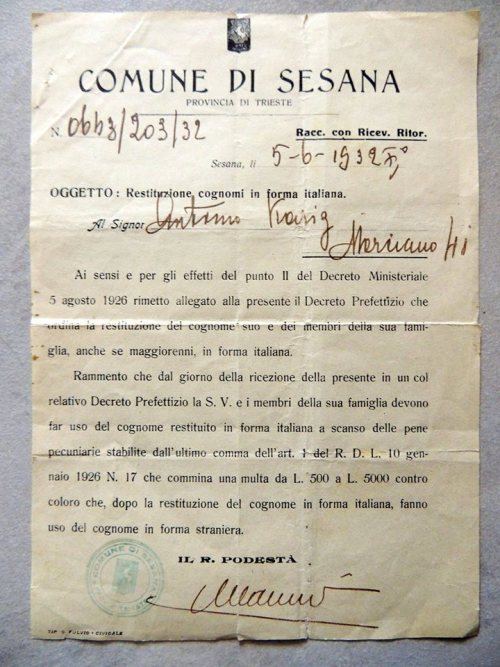 COMUNE DI SESANA
PROVINCIA DI TRIESTE
N. 0663/203/32
Racc. con Ricev. Ritor.
Sesana, li 5-6-1932
OGGETTO: Restituzione cognomi in forma italiana.
Al Signor Antonio
Ai sensi e per gli effetti del punto II del Decreto Ministeriale
5 agosto 1926 rimetto allegato alla presente il Decreto Prefettizio che
ordina la restituzione del cognome suo e dei membri della sua fami-
glia, anche se maggiorenni, in forma italiana.
Rammento che dal giorno della ricezione della presente in un col
relativo Decreto Prefettizio la S. V. e i membri della sua famiglia devono
far uso del cognome restituito in forma italiana a scanso delle pene
pecuniarie stabilite dall'ultimo comma dell'art. 1 del R. D. L. 10 gen-
naio 1926 N. 17 che commina una multa da L. 500 a L. 5000 contro
coloro che, dopo la restituzione del cognome in forma italiana, fanno
uso del cognome in forma straniera.
IL R. PODESTÀ
COMUNE DI SESANA
TIP. G. FULVIO - CIVIDALE